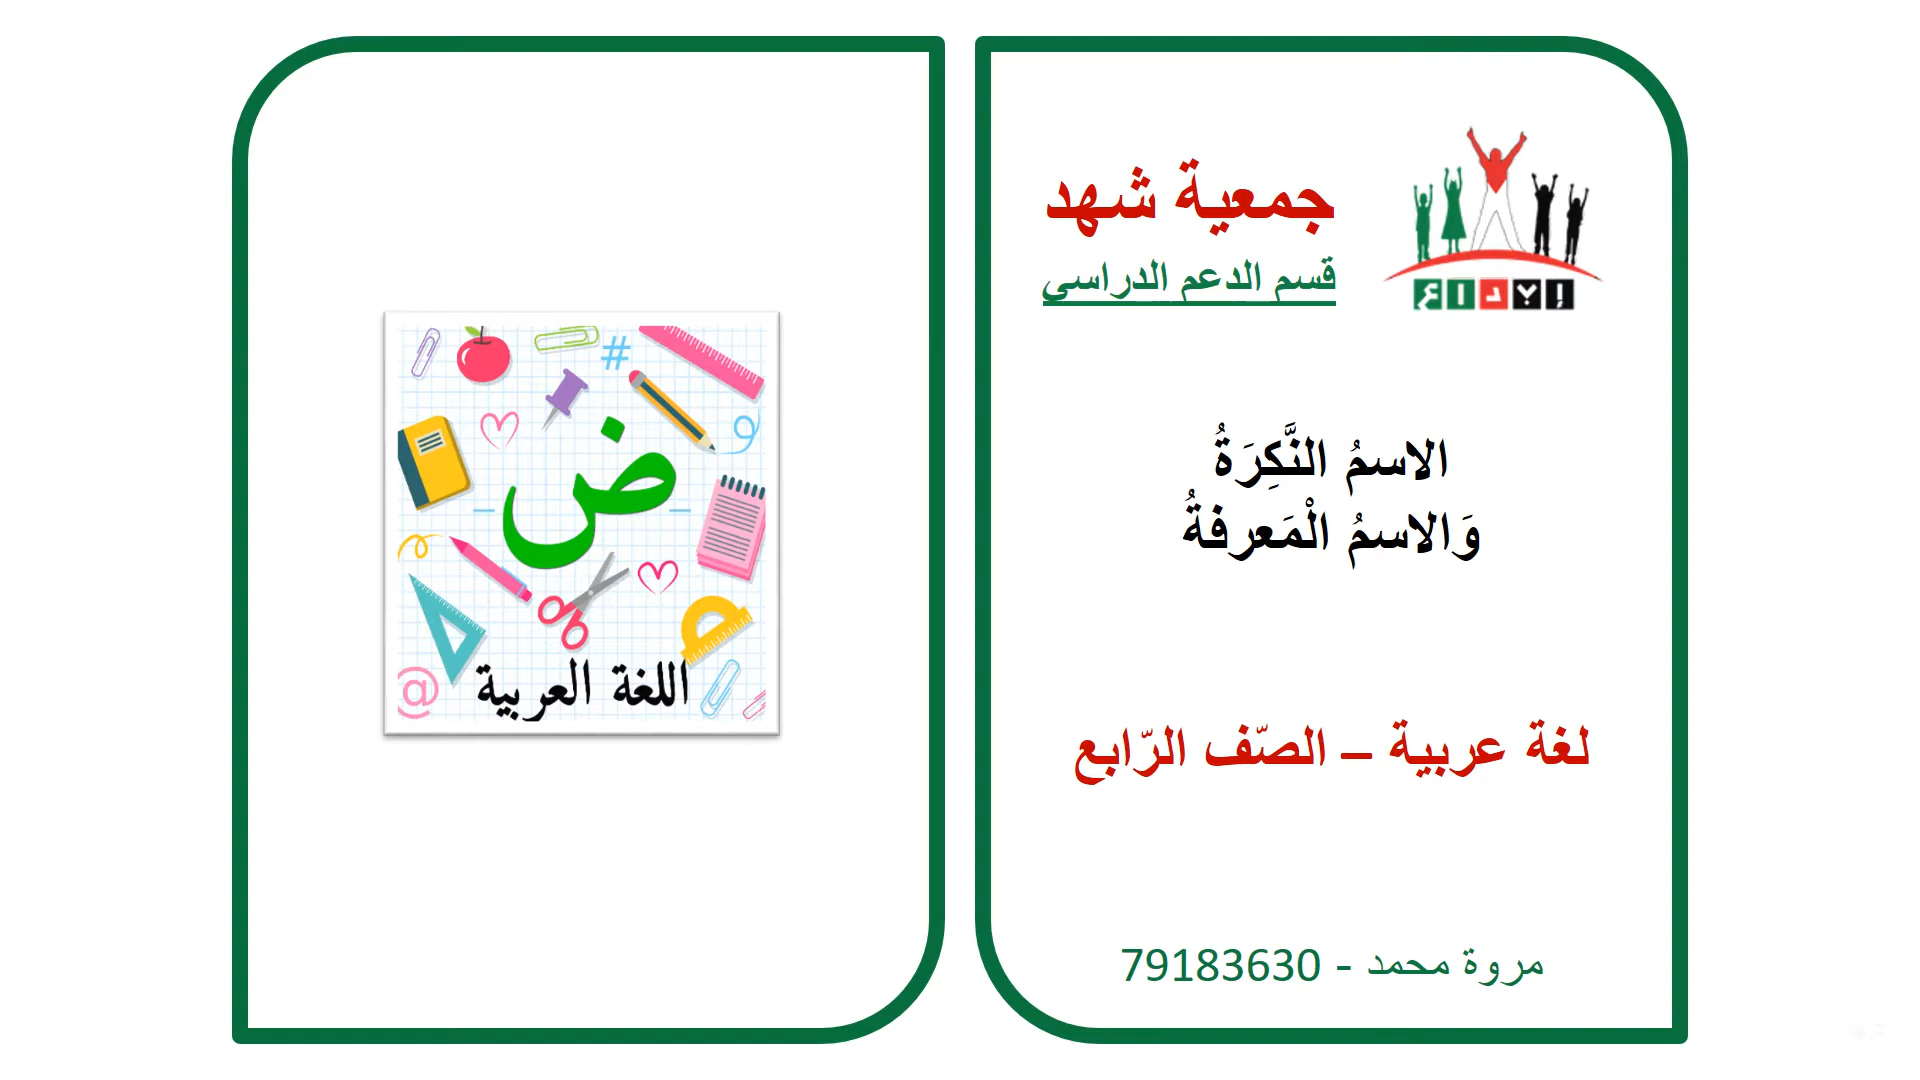 جمعية شهد
قسم الدعم الدراسي
إبداع
الاسمُ النَّكِرَةُ
وَالاسمُ الْمَعرفةُ
لغة عربية – الصّف الرّابع
مروة محمد - 79183630
#
و
ض
@
اللغة العربية